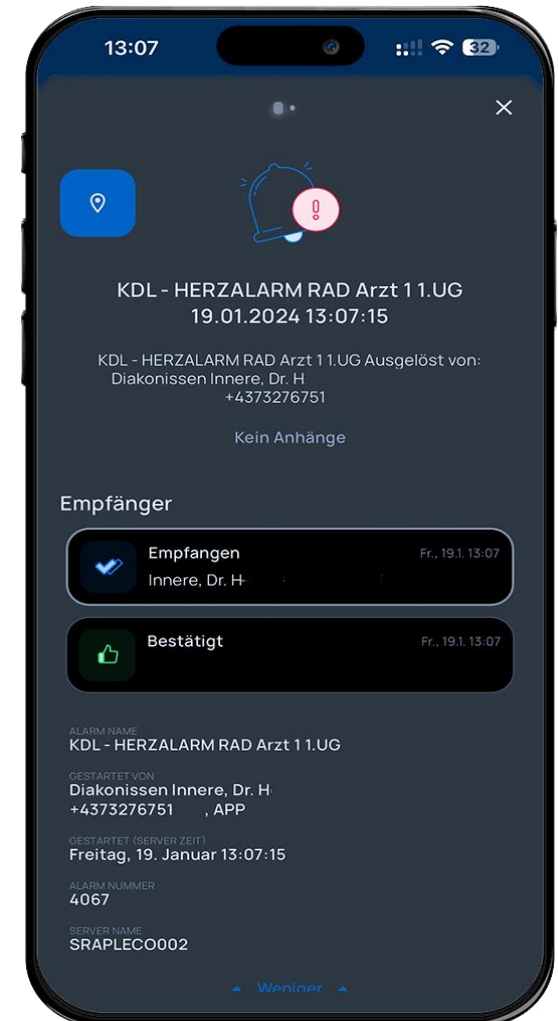 13:07
32
KDL - HERZALARM RAD Arzt 1 1.UG
19.01.2024 13:07:15
KDL - HERZALARM RAD Arzt 1 1.UG Ausgelöst von:
Diakonissen Innere, Dr. H
+4373276751
Kein Anhänge
Empfänger
Empfangen
Fr., 19.1. 13:07
Innere, Dr. H
Bestätigt
Fr., 19.1. 13:07
ALARM NAME
KDL - HERZALARM RAD Arzt 1 1.UG
GESTARTET VON
Diakonissen Innere, Dr. H
+4373276751 , APP
GESTARTET (SERVER ZEIT)
Freitag, 19. Januar 13:07:15
ALARM NUMMER
4067
SERVER NAME
SRAPLECO002
Weniger